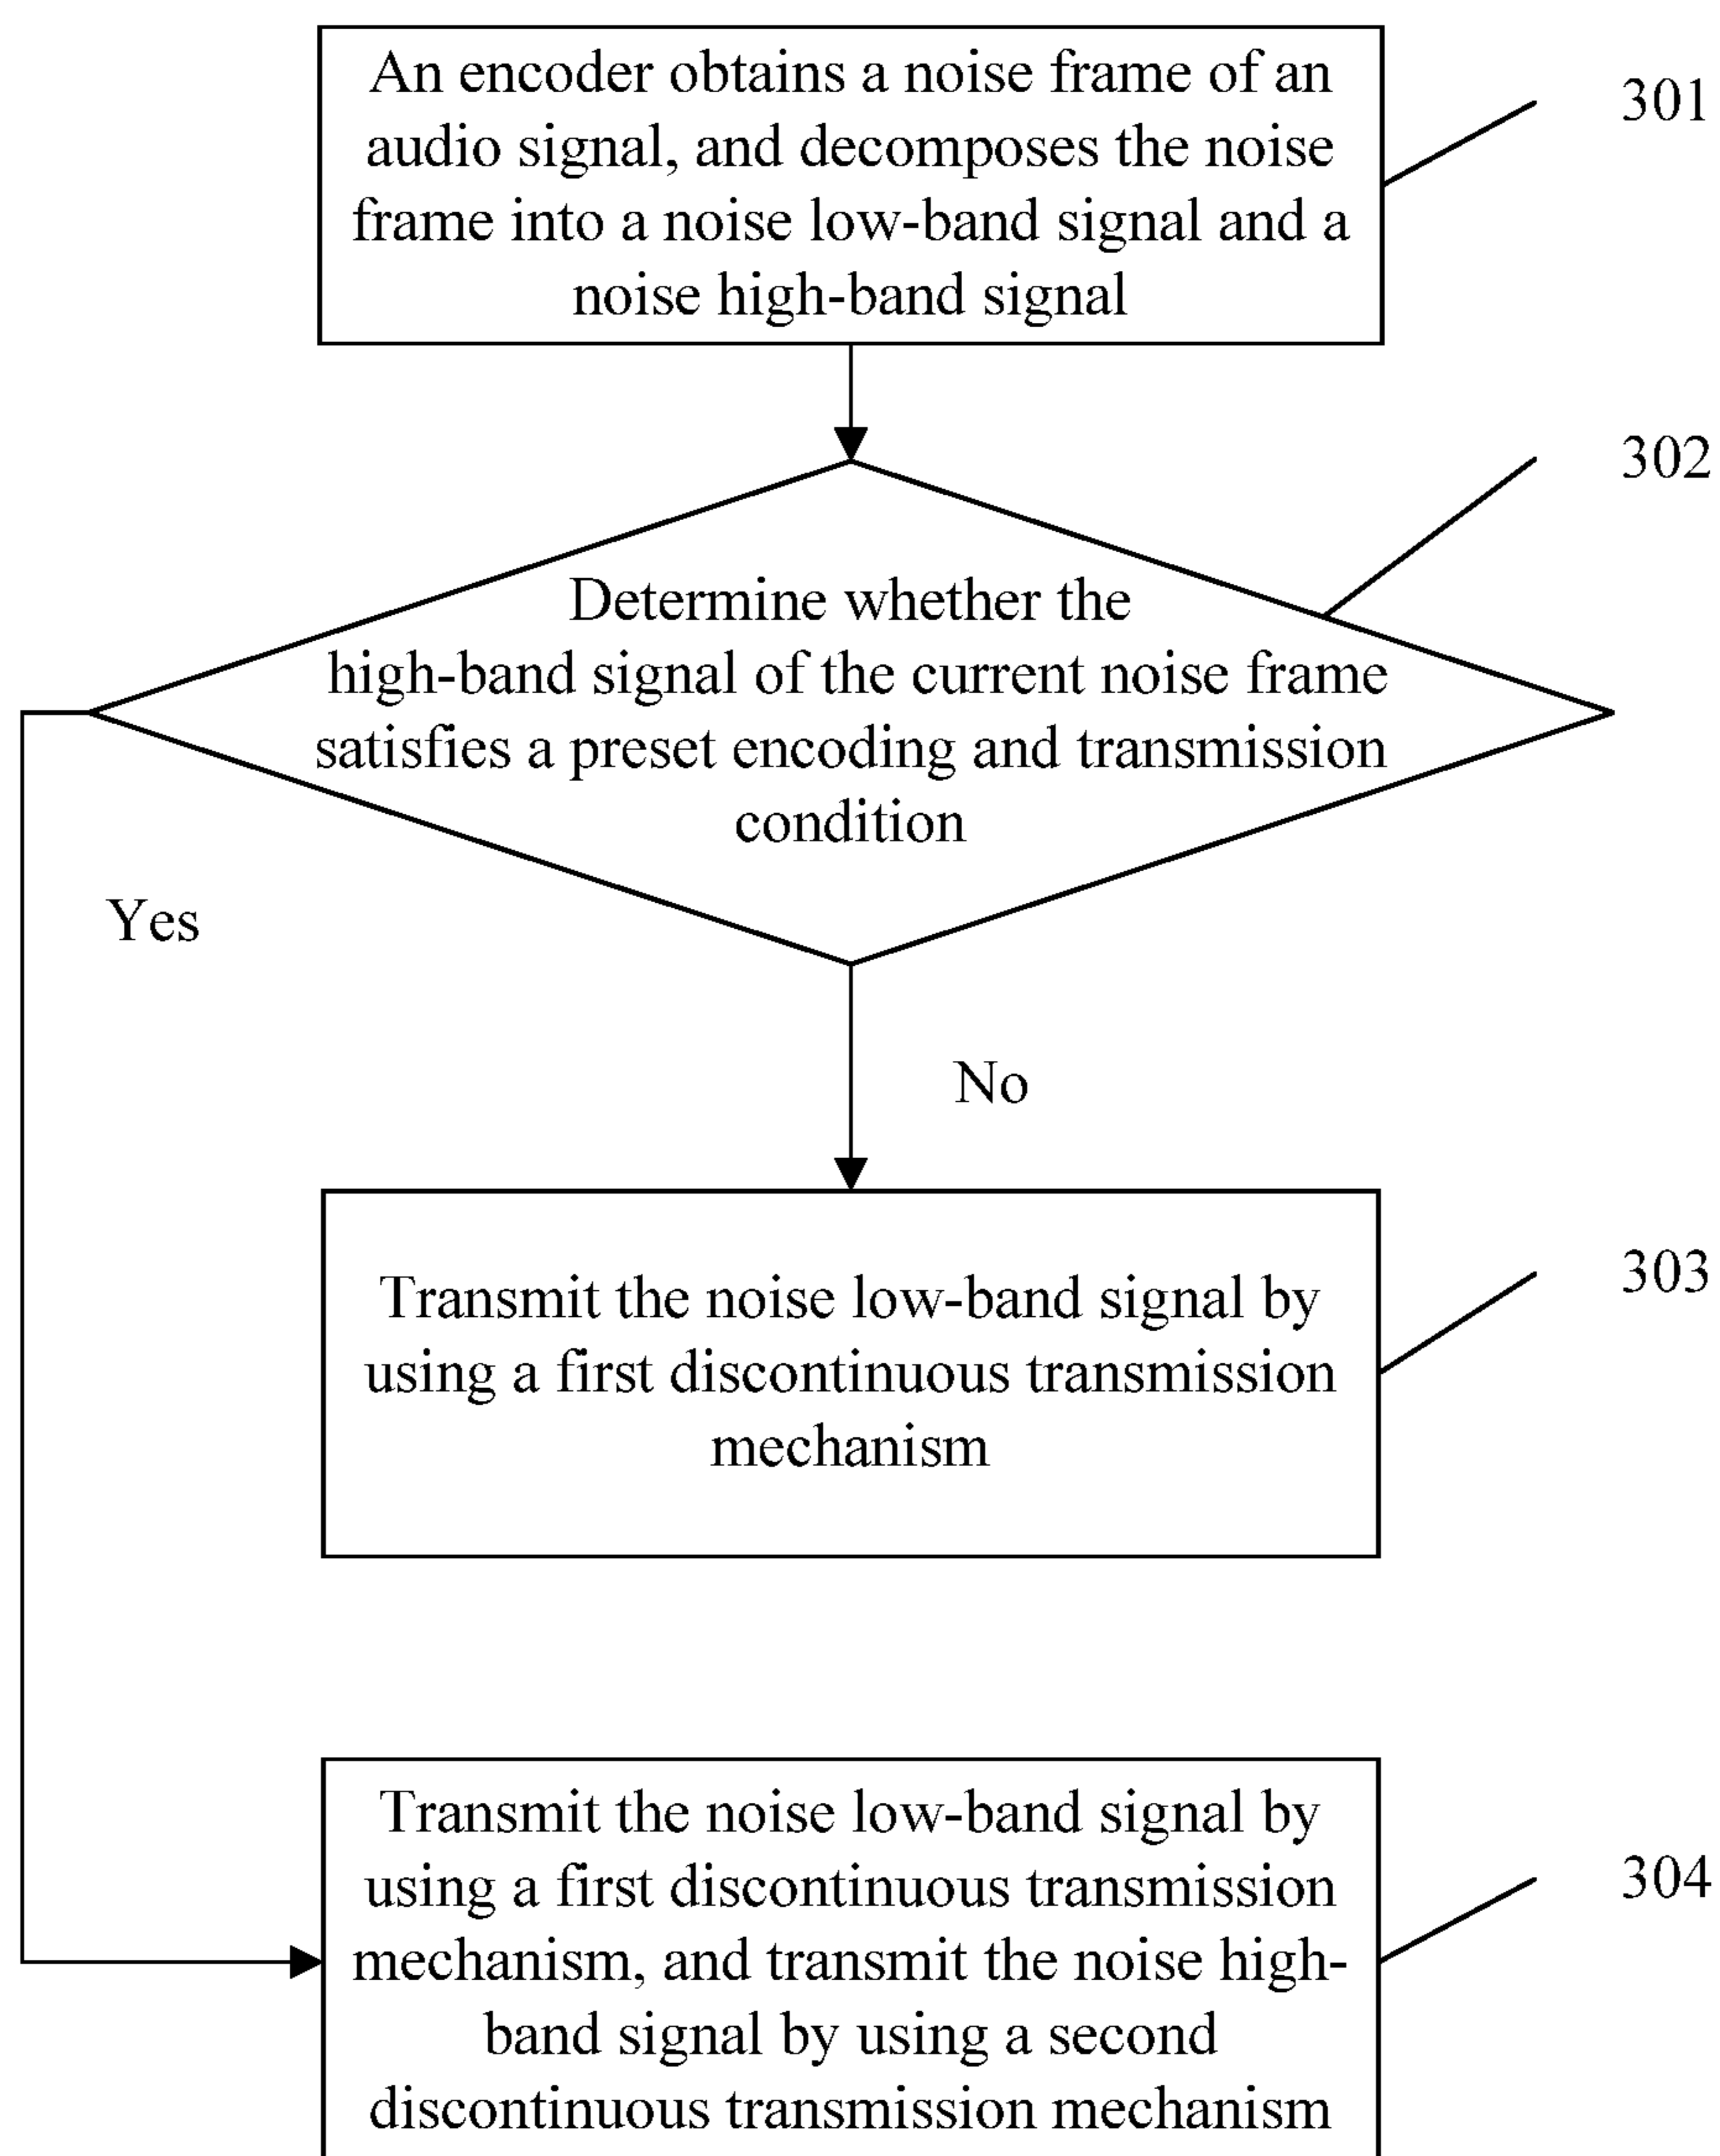 An encoder obtains a noise frame of an
audio signal, and decomposes the noise
frame into a noise low-band signal and a
noise high-band signal
301
302
Determine whether the
high-band signal of the current noise frame
satisfies a preset encoding and transmission
condition
Yes
No
Transmit the noise low-band signal by
using a first discontinuous transmission
mechanism
303
Transmit the noise low-band signal by
using a first discontinuous transmission
mechanism, and transmit the noise high-
band signal by using a second
discontinuous transmission mechanism
304